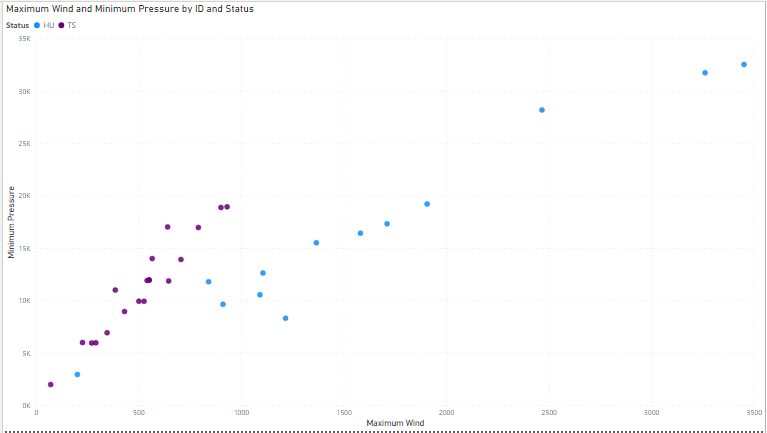 Maximum Wind and Minimum Pressure by ID and Status
Status HU TS
35K
30K
25K
20K
15K
10K
5K
0K
Minimum Pressure
0 500 1000 1500 2000 2500 3000 3500
Maximum Wind